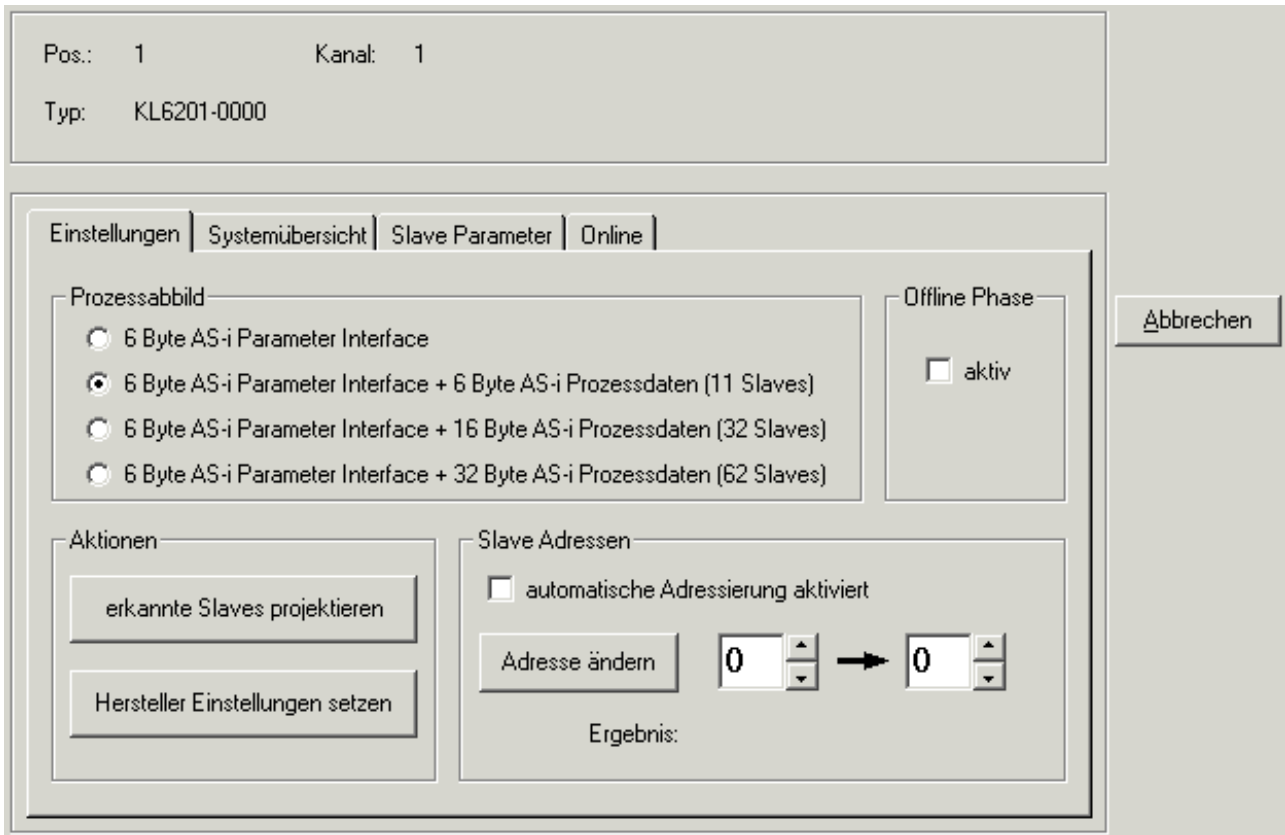 Pos.: 1 Kanal: 1
Typ: KL6201-0000
Einstellungen Systemübersicht Slave Parameter Online
Prozessabbild
6 Byte AS-i Parameter Interface
6 Byte AS-i Parameter Interface + 6 Byte AS-i Prozessdaten (11 Slaves)
6 Byte AS-i Parameter Interface + 16 Byte AS-i Prozessdaten (32 Slaves)
6 Byte AS-i Parameter Interface + 32 Byte AS-i Prozessdaten (62 Slaves)
Offline Phase
aktiv
Abbrechen
Aktionen
erkannte Slaves projektieren
Hersteller Einstellungen setzen
Slave Adressen
automatische Adressierung aktiviert
Adresse ändern 0 0
Ergebnis: